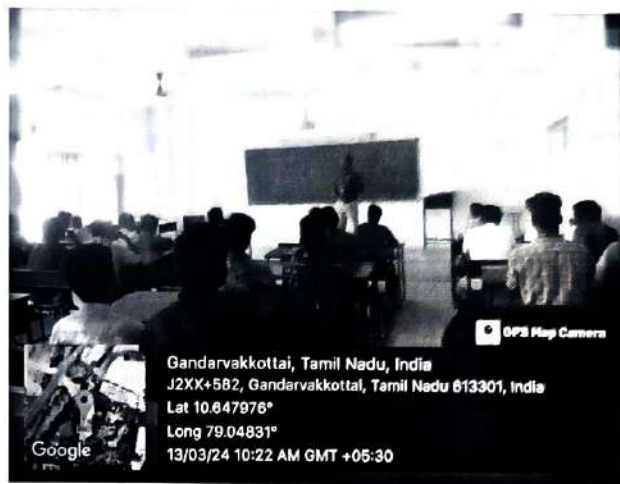 GPS Map Camera
Gandarvakkottai, Tamil Nadu, India
J2XX+582, Gandarvakkottai, Tamil Nadu 613301, India
Lat 10.647976°
Long 79.04831°
13/03/24 10:22 AM GMT +05:30
Google